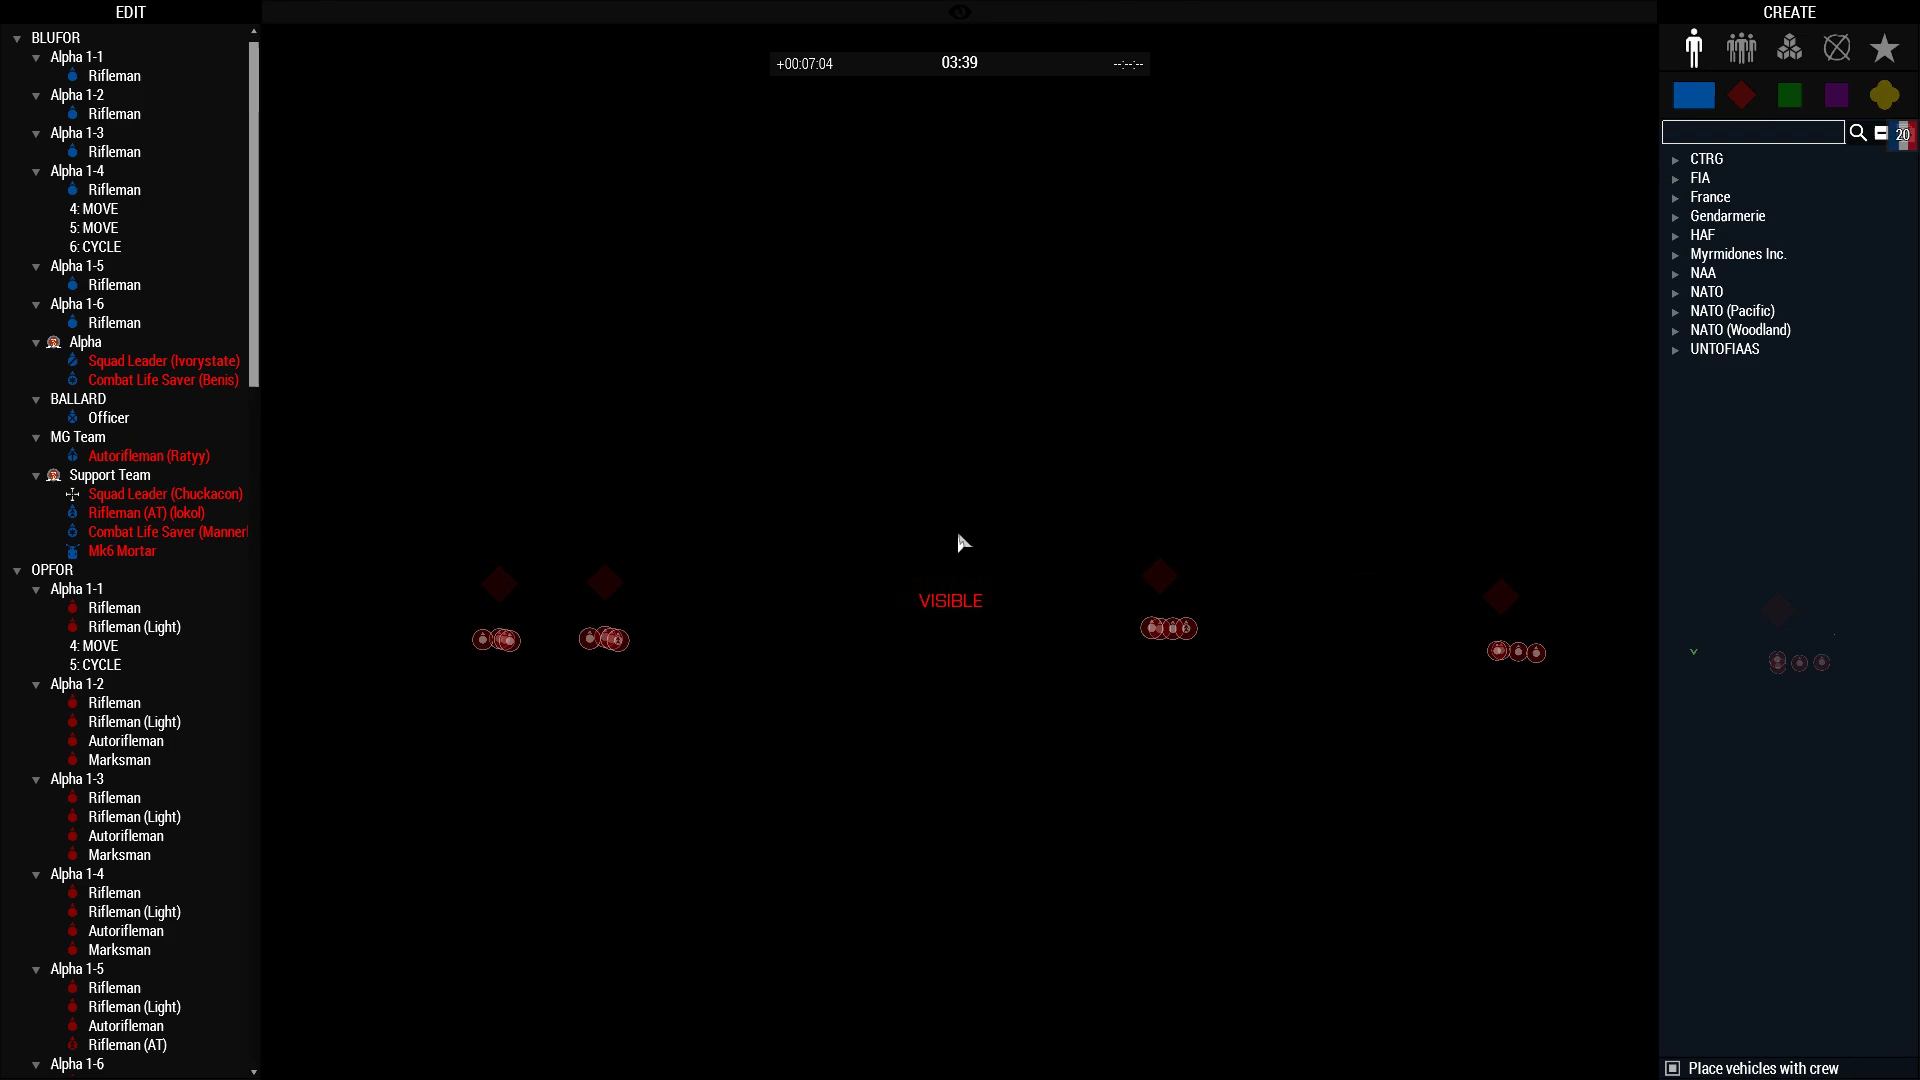 EDIT
BLUFOR
Alpha 1-1
Rifleman
Alpha 1-2
Rifleman
Alpha 1-3
Rifleman
Alpha 1-4
Rifleman
4: MOVE
5: MOVE
6: CYCLE
Alpha 1-5
Rifleman
Alpha 1-6
Rifleman
Alpha
Squad Leader (Ivorystate)
Combat Life Saver (Benis)
BALLARD
Officer
MG Team
Autorifleman (Ratyy)
Support Team
Squad Leader (Chuckacon)
Rifleman (AT) (lokol)
Combat Life Saver (Manner
Mk6 Mortar
OPFOR
Alpha 1-1
Rifleman
Rifleman (Light)
4: MOVE
5: CYCLE
Alpha 1-2
Rifleman
Rifleman (Light)
Autorifleman
Marksman
Alpha 1-3
Rifleman
Rifleman (Light)
Autorifleman
Marksman
Alpha 1-4
Rifleman
Rifleman (Light)
Autorifleman
Marksman
Alpha 1-5
Rifleman
Rifleman (Light)
Autorifleman
Rifleman (AT)
Alpha 1-6
+00:07:04 03:39 --:--:--
VISIBLE
CREATE
20
CTRG
FIA
France
Gendarmerie
HAF
Myrmidones Inc.
NAA
NATO
NATO (Pacific)
NATO (Woodland)
UNTOFIAAS
Place vehicles with crew